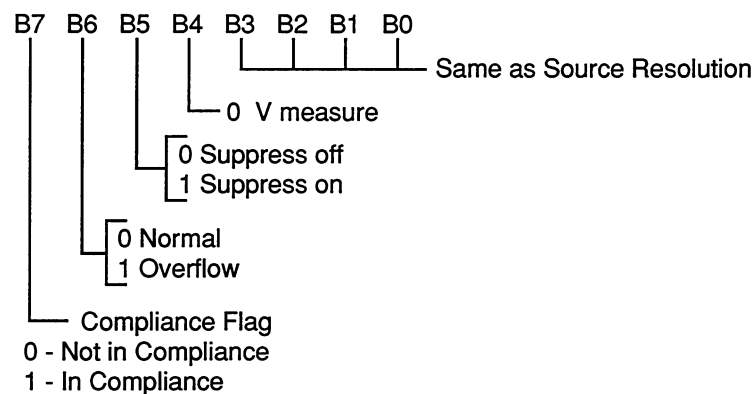 B7 B6 B5 B4 B3 B2 B1 B0
Same as Source Resolution
0 V measure
0 Suppress off
1 Suppress on
0 Normal
1 Overflow
Compliance Flag
0 - Not in Compliance
1 - In Compliance